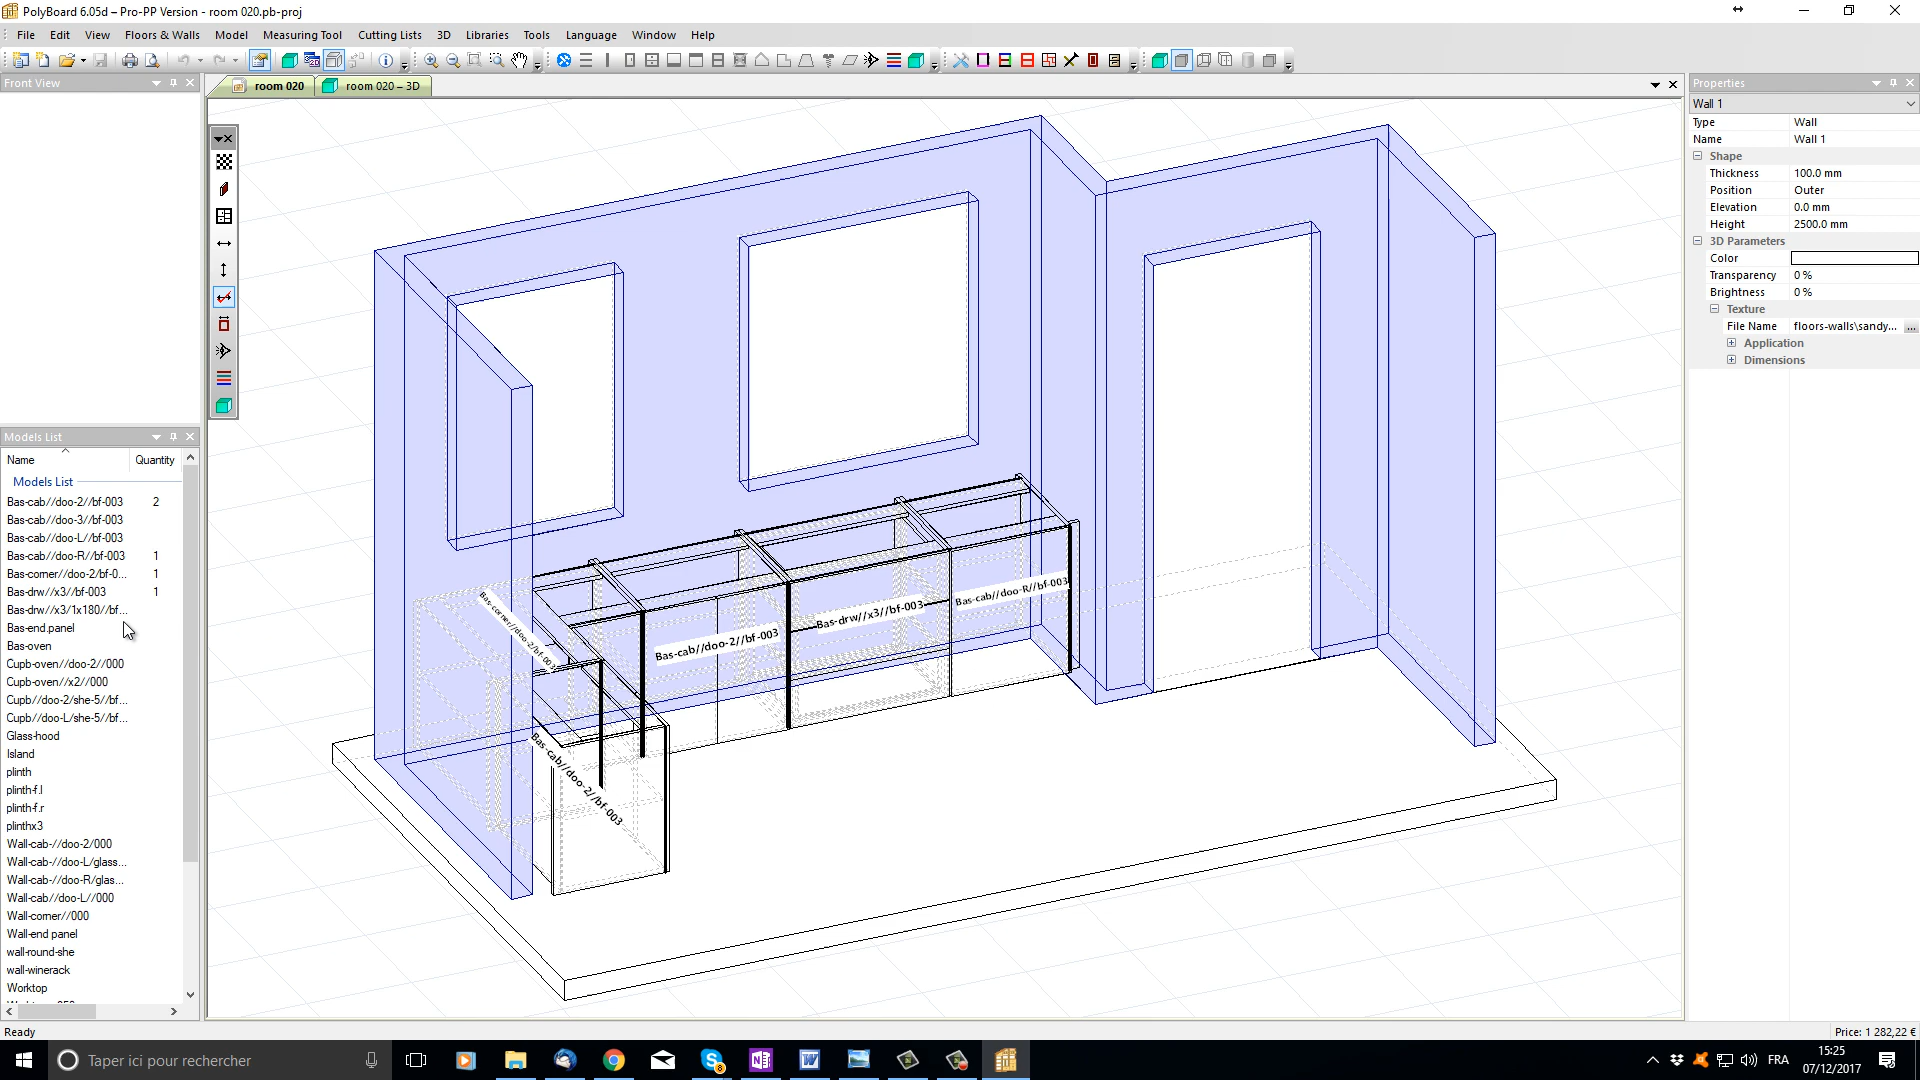 PolyBoard 6.05d – Pro-PP Version - room 020.pb-proj
File Edit View Floors & Walls Model Measuring Tool Cutting Lists 3D Libraries Tools Language Window Help
Front View
room 020
room 020 – 3D
Models List
Name Quantity
Models List
Bas-cab//doo-2//bf-003 2
Bas-cab//doo-3//bf-003
Bas-cab//doo-L//bf-003
Bas-cab//doo-R//bf-003 1
Bas-corner//doo-2/bf-0... 1
Bas-drw//x3//bf-003 1
Bas-drw//x3/1x180//bf...
Bas-end.panel
Bas-oven
Cupb-oven//doo-2//000
Cupb-oven//x2//000
Cupb//doo-2/she-5//bf...
Cupb//doo-L/she-5//bf...
Glass-hood
Island
plinth
plinth-f.l
plinth-f.r
plinthx3
Wall-cab-//doo-2/000
Wall-cab-//doo-L/glass...
Wall-cab-//doo-R/glas...
Wall-cab//doo-L//000
Wall-corner//000
Wall-end panel
wall-round-she
wall-winerack
Worktop
Bas-corner//doo-2/bf-003
Bas-cab//doo-2//bf-003
Bas-drw//x3//bf-003
Bas-cab//doo-R//bf-003
Bas-cab//doo-2//bf-003
Properties
Wall 1
Type Wall
Name Wall 1
Shape
Thickness 100.0 mm
Position Outer
Elevation 0.0 mm
Height 2500.0 mm
3D Parameters
Color
Transparency 0 %
Brightness 0 %
Texture
File Name floors-walls\sandy... ...
Application
Dimensions
Ready
Price: 1 282,22 €
Taper ici pour rechercher
8
FRA
15:25
07/12/2017